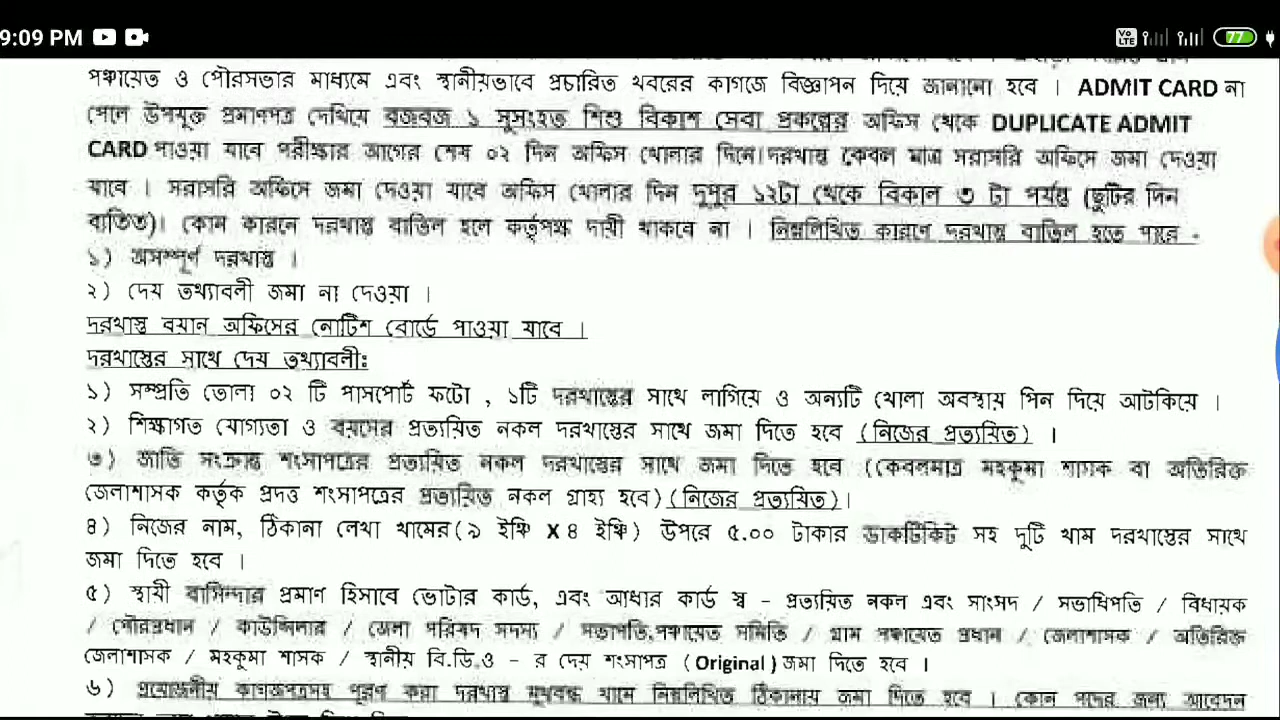 9:09 PM
Vo LTE
77
পঞ্চায়েত ও পৌরসভার মাধ্যমে এবং স্থানীয়ভাবে প্রচারিত খবরের কাগজে বিজ্ঞাপন দিয়ে জানানো হবে । ADMIT CARD না
পেলে উপযুক্ত প্রমাণপত্র দেখিয়ে বজবজ ১ সুসংহত শিশু বিকাশ সেবা প্রকল্পের অফিস থেকে DUPLICATE ADMIT
CARD পাওয়া যাবে পরীক্ষার আগের শেষ ০২ দিন অফিস খোলার দিনে।দরখাস্ত কেবল মাত্র সরাসরি অফিসে জমা দেওয়া
যাবে । সরাসরি অফিসে জমা দেওয়া যাবে অফিস খোলার দিন দুপুর ১২টা থেকে বিকাল ৩ টা পর্যন্ত (ছুটির দিন
ব্যতিত)। কোন কারনে দরখাস্ত বাতিল হলে কর্তৃপক্ষ দায়ী থাকবে না । নিম্নলিখিত কারণে দরখাস্ত বাতিল হতে পারে -
১) অসম্পূর্ণ দরখাস্ত ।
২) দেয় তথ্যাবলী জমা না দেওয়া ।
দরখাস্ত বয়ান অফিসের নোটিশ বোর্ডে পাওয়া যাবে ।
দরখাস্তের সাথে দেয় তথ্যাবলী:
১) সম্প্রতি তোলা ০২ টি পাসপোর্ট ফটো , ১টি দরখাস্তের সাথে লাগিয়ে ও অন্যটি খোলা অবস্থায় পিন দিয়ে আটকিয়ে ।
২) শিক্ষাগত যোগ্যতা ও বয়সের প্রত্যয়িত নকল দরখাস্তের সাথে জমা দিতে হবে (নিজের প্রত্যয়িত) ।
৩) জাতি সংক্রান্ত শংসাপত্রের প্রত্যয়িত নকল দরখাস্তের সাথে জমা দিতে হবে ((কেবলমাত্র মহকুমা শাসক বা অতিরিক্ত
জেলাশাসক কর্তৃক প্রদত্ত শংসাপত্রের প্রত্যয়িত নকল গ্রাহ্য হবে) (নিজের প্রত্যয়িত)।
৪) নিজের নাম, ঠিকানা লেখা খামের(৯ ইঞ্চি X ৪ ইঞ্চি) উপরে ৫.০০ টাকার ডাকটিকিট সহ দুটি খাম দরখাস্তের সাথে
জমা দিতে হবে ।
৫) স্থায়ী বাসিন্দার প্রমাণ হিসাবে ভোটার কার্ড, এবং আধার কার্ড স্ব – প্রত্যয়িত নকল এবং সাংসদ / সভাধিপতি / বিধায়ক
/ পৌরপ্রধান / কাউন্সিলার / জেলা পরিষদ সদস্য / সভাপতি,পঞ্চায়েত সমিতি / গ্রাম পঞ্চায়েত প্রধান / জেলাশাসক / অতিরিক্ত
জেলাশাসক / মহকুমা শাসক / স্থানীয় বি.ডি.ও – র দেয় শংসাপত্র (Original) জমা দিতে হবে ।
৬) প্রয়োজনীয় কাগজপত্রসহ পূরণ করা দরখাস্ত মুখবন্ধ খামে নিম্নলিখিত ঠিকানায় জমা দিতে হবে । কোন পদের জন্য আবেদন